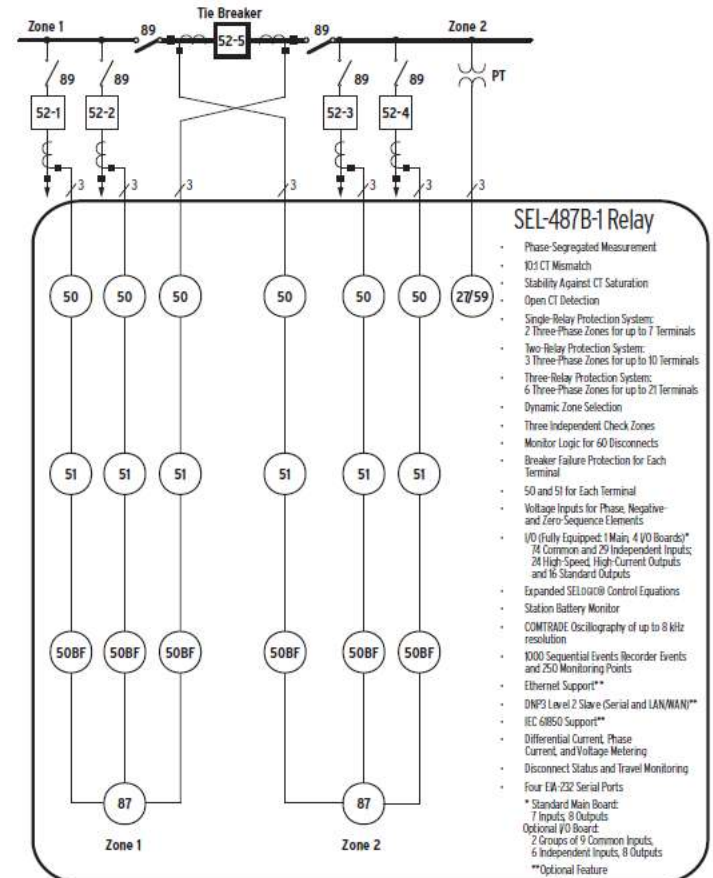 Tie Breaker
Zone 1
89
52-5
89
Zone 2
89
89
89
89
PT
52-1
52-2
52-3
52-4
3
3
3
3
3
3
3
SEL-487B-1 Relay
· Phase-Segregated Measurement
· 10:1 CT Mismatch
· Stability Against CT Saturation
· Open CT Detection
· Single-Relay Protection System:
2 Three-Phase Zones for up to 7 Terminals
· Two-Relay Protection System:
3 Three-Phase Zones for up to 10 Terminals
· Three-Relay Protection System:
6 Three-Phase Zones for up to 21 Terminals
· Dynamic Zone Selection
· Three Independent Check Zones
· Monitor Logic for 60 Disconnects
· Breaker Failure Protection for Each
Terminal
· 50 and 51 for Each Terminal
· Voltage Inputs for Phase, Negative-
and Zero-Sequence Elements
· I/O (Fully Equipped: 1 Main, 4 I/O Boards)*
74 Common and 29 Independent Inputs;
24 High-Speed, High-Current Outputs
and 16 Standard Outputs
· Expanded SELOGIC® Control Equations
· Station Battery Monitor
· COMTRADE Oscillography of up to 8 kHz
resolution
· 1000 Sequential Events Recorder Events
and 250 Monitoring Points
· Ethernet Support**
· DNP3 Level 2 Slave (Serial and LAN/WAN)**
· IEC 61850 Support**
· Differential Current, Phase
Current, and Voltage Metering
· Disconnect Status and Travel Monitoring
· Four EIA-232 Serial Ports
* Standard Main Board:
7 Inputs, 8 Outputs
Optional I/O Board:
2 Groups of 9 Common Inputs,
6 Independent Inputs, 8 Outputs
**Optional Feature
50
50
50
50
50
50
27/59
51
51
51
51
51
51
50BF
50BF
50BF
50BF
50BF
50BF
87
87
Zone 1
Zone 2